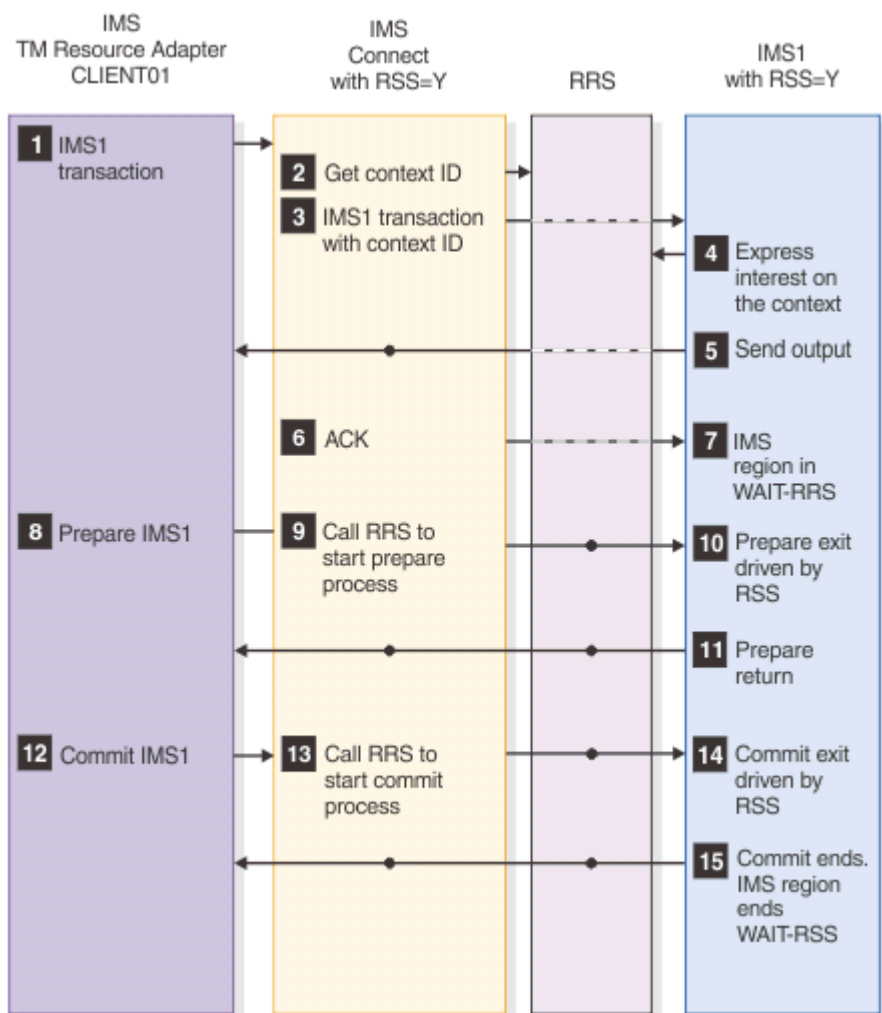 IMS
TM Resource Adapter
CLIENT01
IMS
Connect
with RSS=Y
RRS
IMS1
with RSS=Y
1 IMS1
transaction
2 Get context ID
3 IMS1 transaction
with context ID
4 Express
interest on
the context
5 Send output
6 ACK
7 IMS
region in
WAIT-RRS
8 Prepare IMS1
9 Call RRS to
start prepare
process
10 Prepare exit
driven by
RSS
11 Prepare
return
12 Commit IMS1
13 Call RRS to
start commit
process
14 Commit exit
driven by
RSS
15 Commit ends.
IMS region
ends
WAIT-RSS